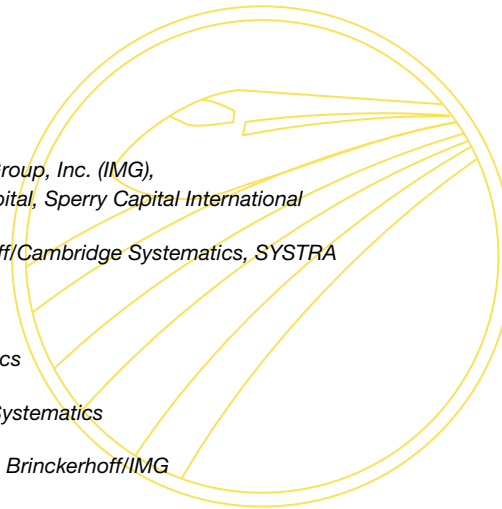 roup, Inc. (IMG),
pital, Sperry Capital International
ff/Cambridge Systematics, SYSTRA
cs
Systematics
Brinckerhoff/IMG